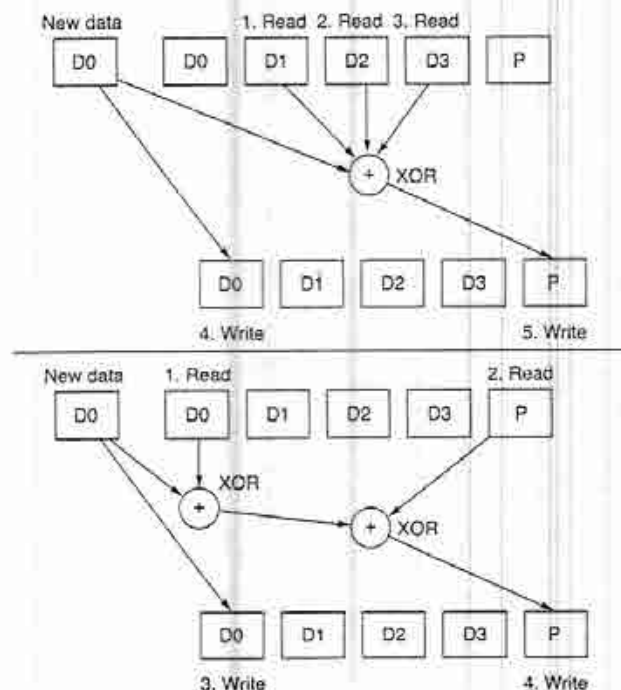 New data 1. Read 2. Read 3. Read
D0 D0 D1 D2 D3 P
+ XOR
D0 D1 D2 D3 P
4. Write 5. Write
New data 1. Read 2. Read
D0 D0 D1 D2 D3 P
XOR
+ + XOR
D0 D1 D2 D3 P
3. Write 4. Write